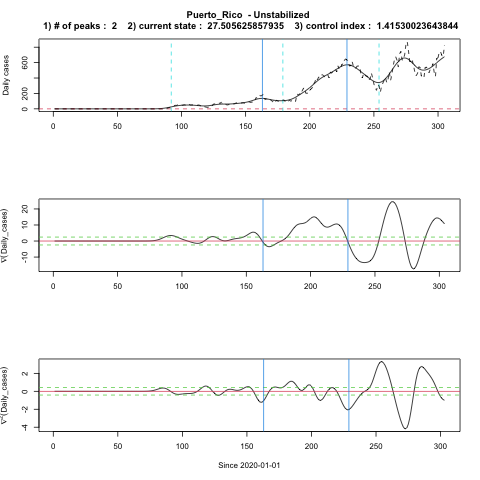 Puerto_Rico - Unstabilized
1) # of peaks : 2 2) current state : 27.505625857935 3) control index : 1.41530023643844
Daily cases
0 200 600
0 50 100 150 200 250 300
∇(Daily_cases)
-10 0 10 20
0 50 100 150 200 250 300
∇²(Daily_cases)
-4 -2 0 2
0 50 100 150 200 250 300
Since 2020-01-01